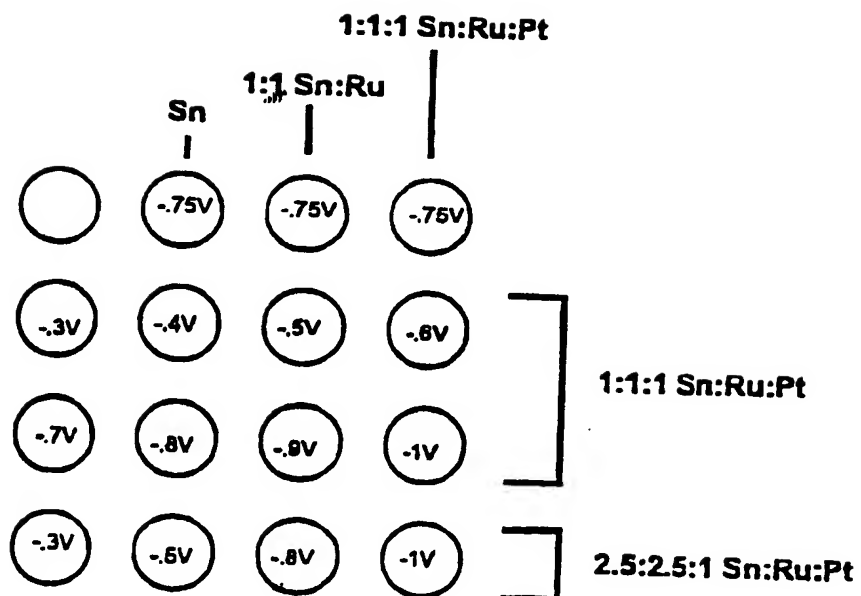 1:1:1 Sn:Ru:Pt
1:1 Sn:Ru
Sn
-.75V -.75V -.75V
-.3V -.4V -.5V -.6V
1:1:1 Sn:Ru:Pt
-.7V -.8V -.9V -1V
-.3V -.5V -.8V -1V
2.5:2.5:1 Sn:Ru:Pt